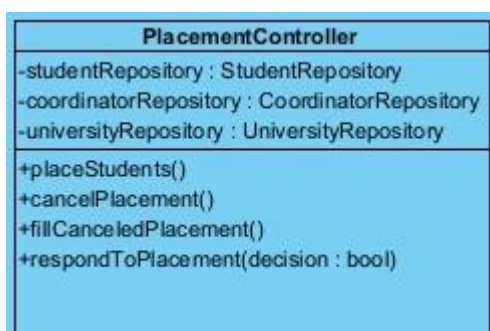 PlacementController
-studentRepository : StudentRepository
-coordinatorRepository : CoordinatorRepository
-universityRepository : UniversityRepository
+placeStudents()
+cancelPlacement()
+fillCanceledPlacement()
+respondToPlacement(decision : bool)